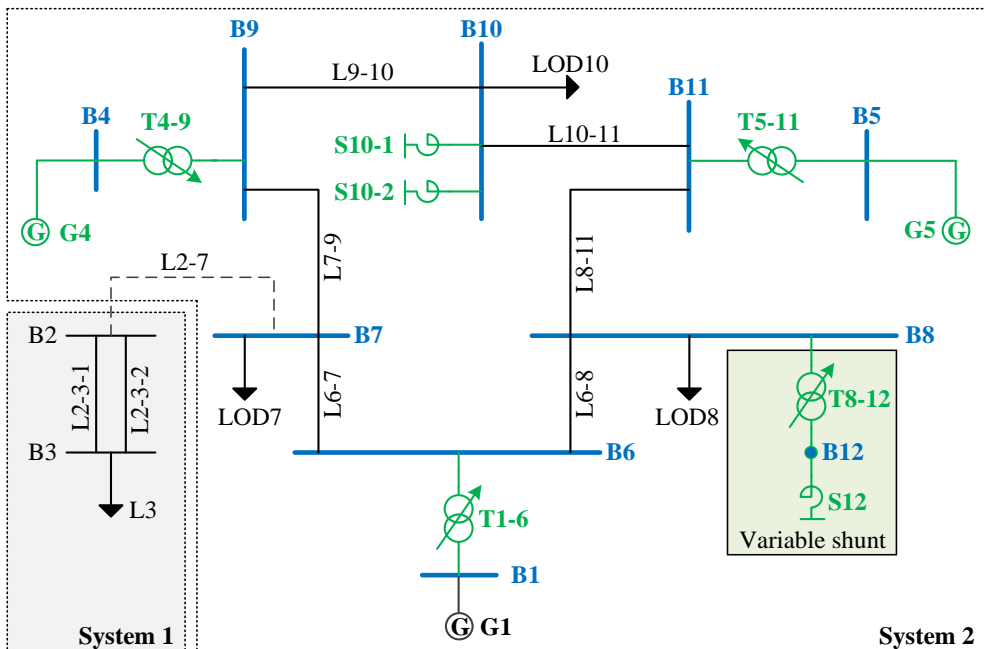 B9
B10
L9-10
LOD10
B11
B4
T4-9
S10-1
L10-11
T5-11
B5
S10-2
G
G4
G5
G
L7-9
L8-11
L2-7
B2
B7
B8
L2-3-1
L2-3-2
L6-7
L6-8
T8-12
LOD7
LOD8
B3
B6
B12
L3
T1-6
S12
Variable shunt
B1
G
G1
System 1
System 2